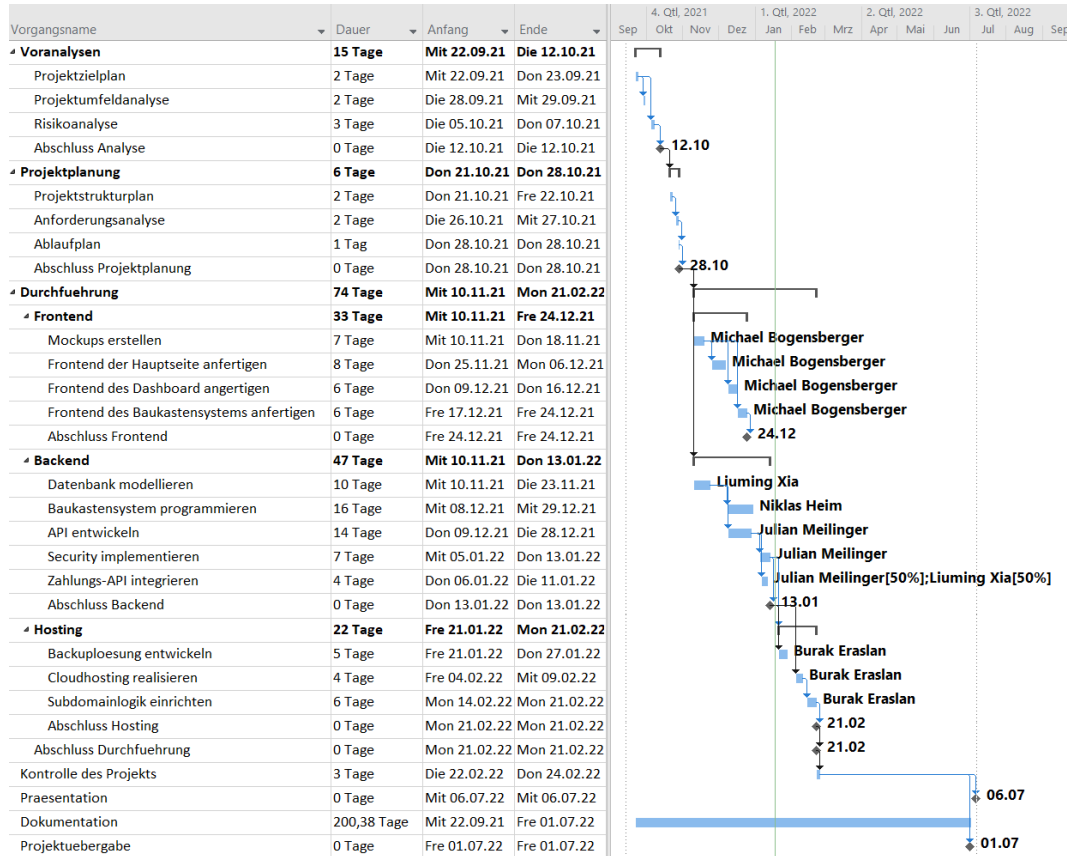 4. Qtl, 2021 1. Qtl, 2022 2. Qtl, 2022 3. Qtl, 2022
Vorgangsname Dauer Anfang Ende Sep Okt Nov Dez Jan Feb Mrz Apr Mai Jun Jul Aug Sep
Voranalysen 15 Tage Mit 22.09.21 Die 12.10.21
Projektzielplan 2 Tage Mit 22.09.21 Don 23.09.21
Projektumfeldanalyse 2 Tage Die 28.09.21 Mit 29.09.21
Risikoanalyse 3 Tage Die 05.10.21 Don 07.10.21
Abschluss Analyse 0 Tage Die 12.10.21 Die 12.10.21 12.10
Projektplanung 6 Tage Don 21.10.21 Don 28.10.21
Projektstrukturplan 2 Tage Don 21.10.21 Fre 22.10.21
Anforderungsanalyse 2 Tage Die 26.10.21 Mit 27.10.21
Ablaufplan 1 Tag Don 28.10.21 Don 28.10.21
Abschluss Projektplanung 0 Tage Don 28.10.21 Don 28.10.21 28.10
Durchfuehrung 74 Tage Mit 10.11.21 Mon 21.02.22
Frontend 33 Tage Mit 10.11.21 Fre 24.12.21
Mockups erstellen 7 Tage Mit 10.11.21 Don 18.11.21 Michael Bogensberger
Frontend der Hauptseite anfertigen 8 Tage Don 25.11.21 Mon 06.12.21 Michael Bogensberger
Frontend des Dashboard angertigen 6 Tage Don 09.12.21 Don 16.12.21 Michael Bogensberger
Frontend des Baukastensystems anfertigen 6 Tage Fre 17.12.21 Fre 24.12.21 Michael Bogensberger
Abschluss Frontend 0 Tage Fre 24.12.21 Fre 24.12.21 24.12
Backend 47 Tage Mit 10.11.21 Don 13.01.22
Datenbank modellieren 10 Tage Mit 10.11.21 Die 23.11.21 Liuming Xia
Baukastensystem programmieren 16 Tage Mit 08.12.21 Mit 29.12.21 Niklas Heim
API entwickeln 14 Tage Don 09.12.21 Die 28.12.21 Julian Meilinger
Security implementieren 7 Tage Mit 05.01.22 Don 13.01.22 Julian Meilinger
Zahlungs-API integrieren 4 Tage Don 06.01.22 Die 11.01.22 Julian Meilinger[50%];Liuming Xia[50%]
Abschluss Backend 0 Tage Don 13.01.22 Don 13.01.22 13.01
Hosting 22 Tage Fre 21.01.22 Mon 21.02.22
Backuploesung entwickeln 5 Tage Fre 21.01.22 Don 27.01.22 Burak Eraslan
Cloudhosting realisieren 4 Tage Fre 04.02.22 Mit 09.02.22 Burak Eraslan
Subdomainlogik einrichten 6 Tage Mon 14.02.22 Mon 21.02.22 Burak Eraslan
Abschluss Hosting 0 Tage Mon 21.02.22 Mon 21.02.22 21.02
Abschluss Durchfuehrung 0 Tage Mon 21.02.22 Mon 21.02.22 21.02
Kontrolle des Projekts 3 Tage Die 22.02.22 Don 24.02.22
Praesentation 0 Tage Mit 06.07.22 Mit 06.07.22 06.07
Dokumentation 200,38 Tage Mit 22.09.21 Fre 01.07.22
Projektuebergabe 0 Tage Fre 01.07.22 Fre 01.07.22 01.07